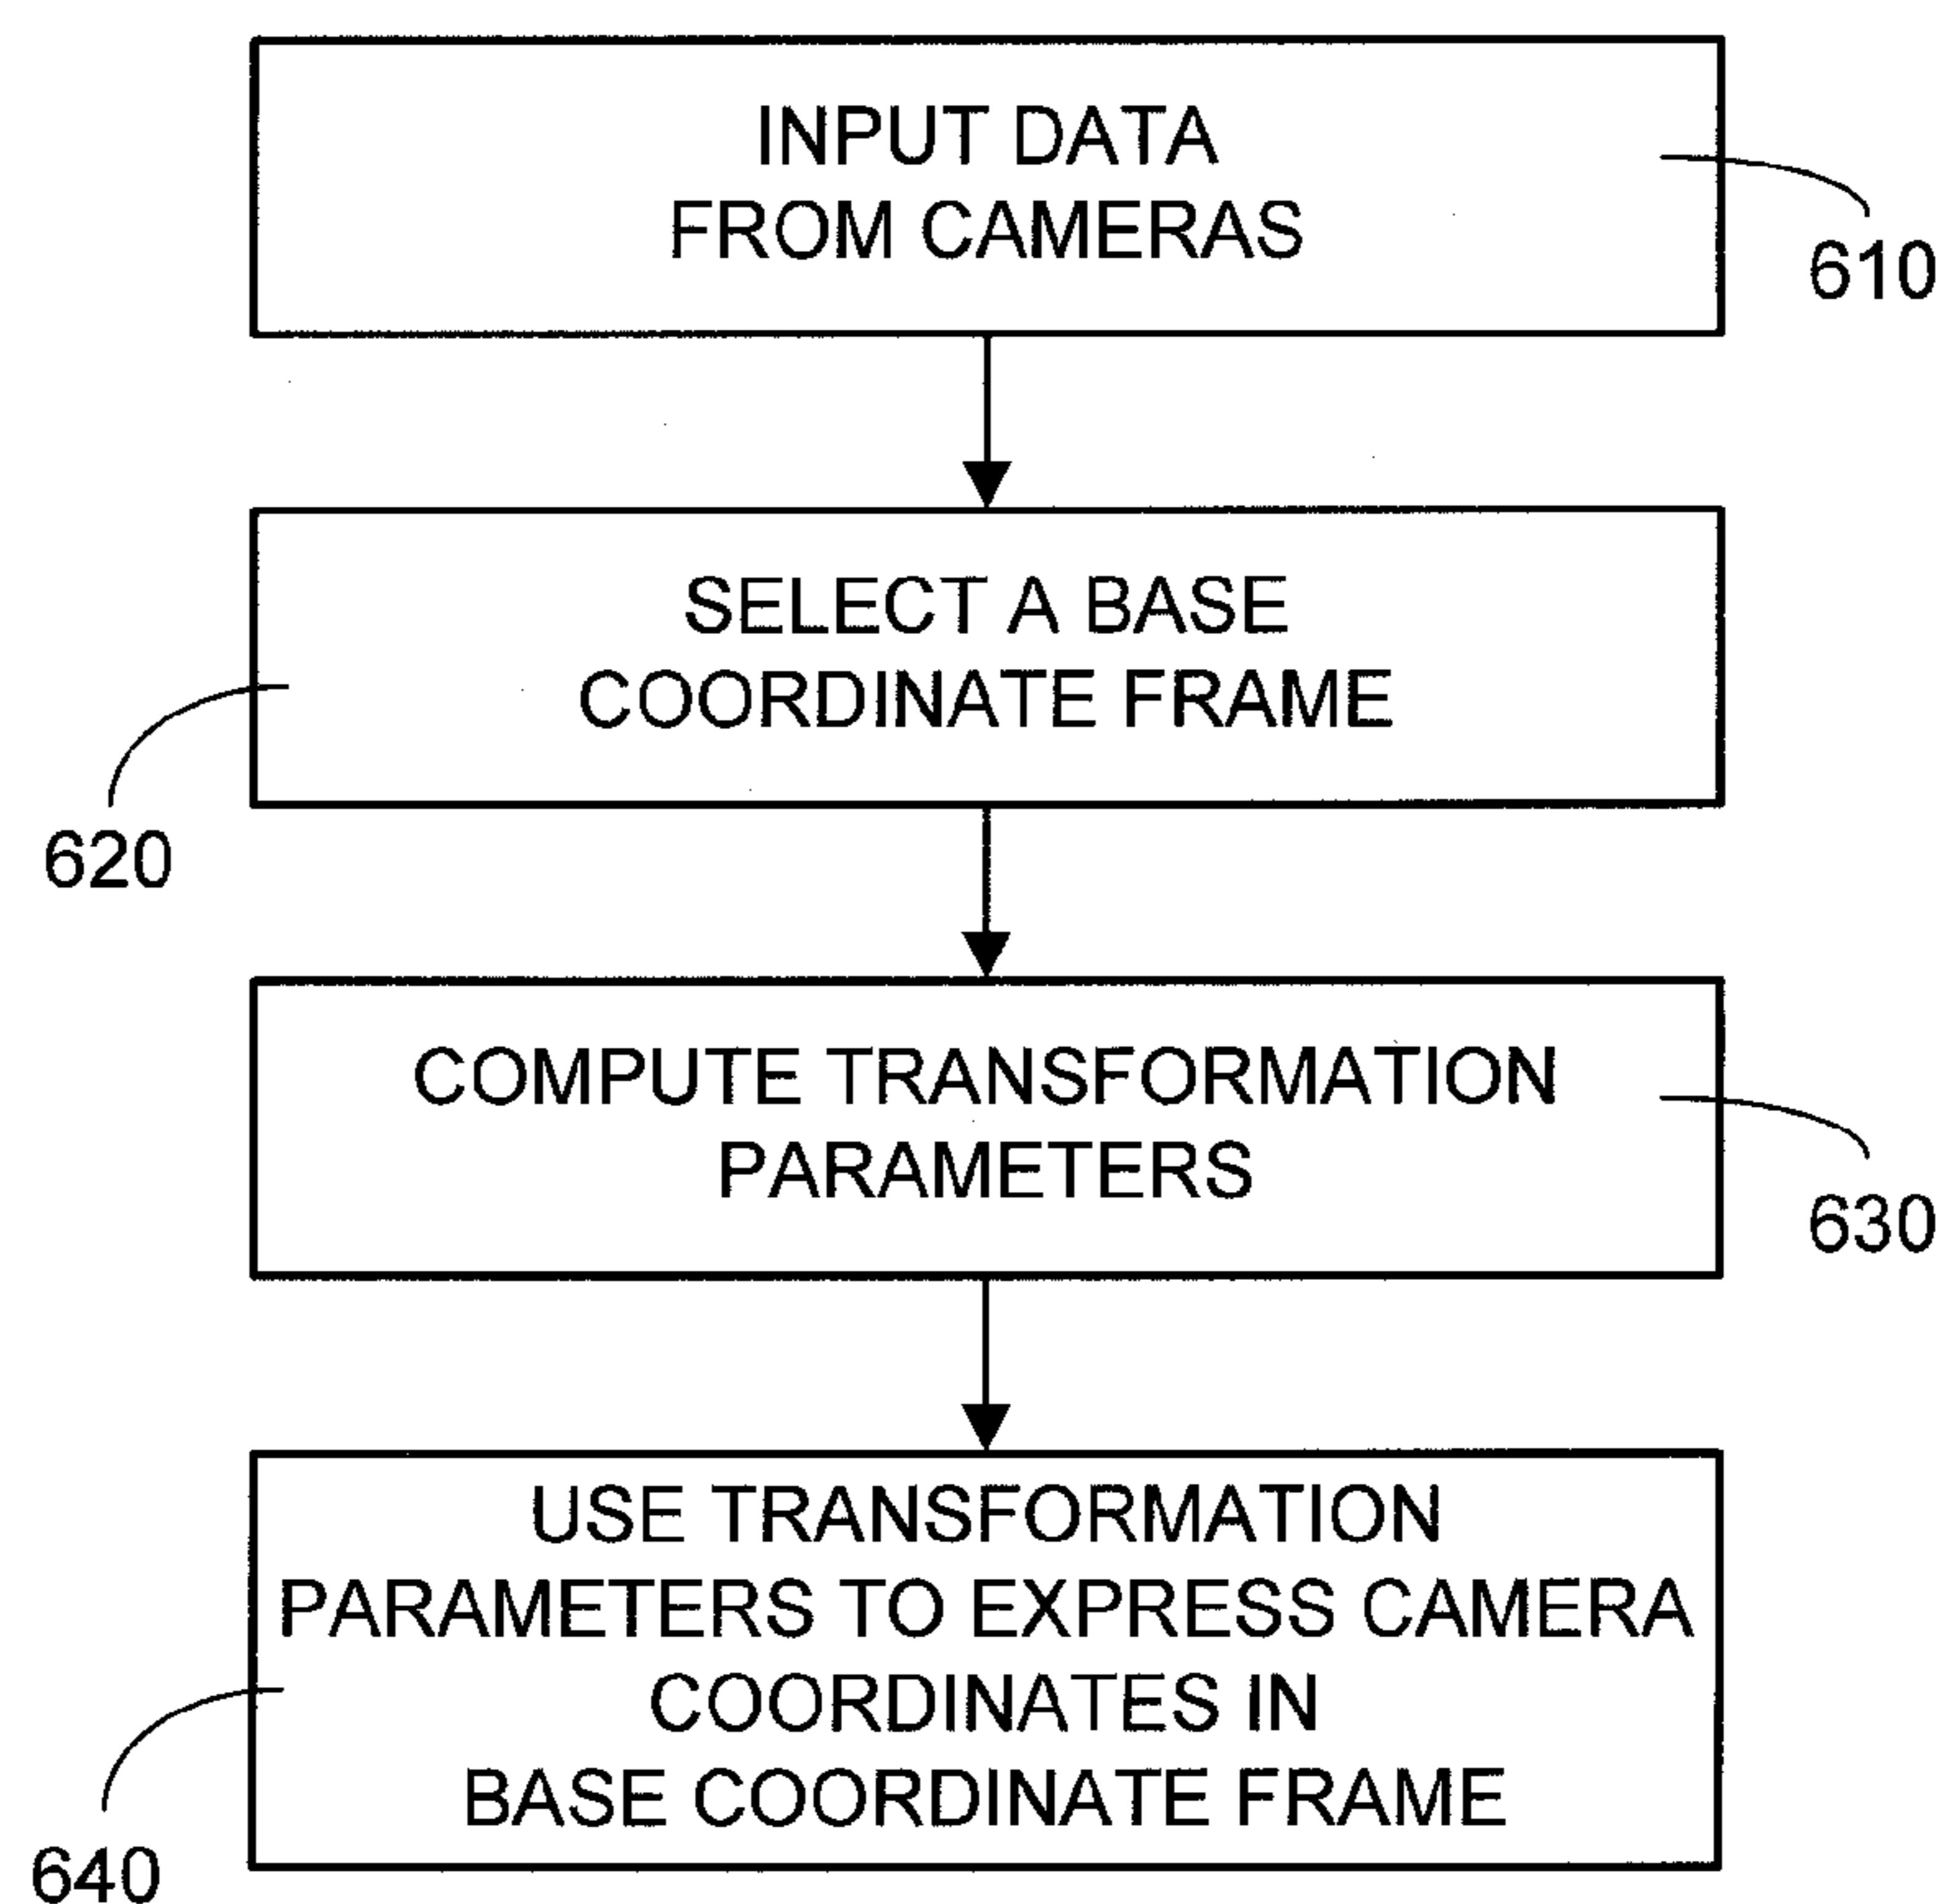 INPUT DATA
FROM CAMERAS
610
SELECT A BASE
COORDINATE FRAME
620
COMPUTE TRANSFORMATION
PARAMETERS
630
USE TRANSFORMATION
PARAMETERS TO EXPRESS CAMERA
COORDINATES IN
BASE COORDINATE FRAME
640